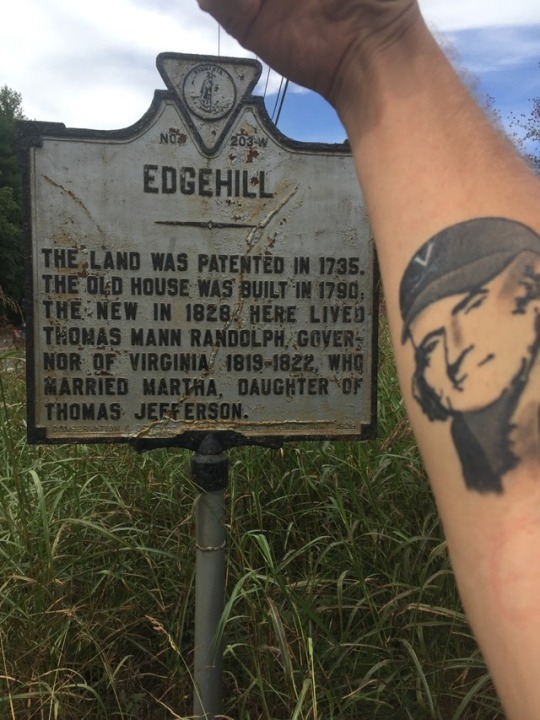 VIRGINIA
NO. 203-W
EDGEHILL
THE LAND WAS PATENTED IN 1735.
THE OLD HOUSE WAS BUILT IN 1790;
THE NEW IN 1828. HERE LIVED
THOMAS MANN RANDOLPH, GOVER-
NOR OF VIRGINIA 1819-1822, WHO
MARRIED MARTHA, DAUGHTER OF
THOMAS JEFFERSON.
CONSERVATION &
V